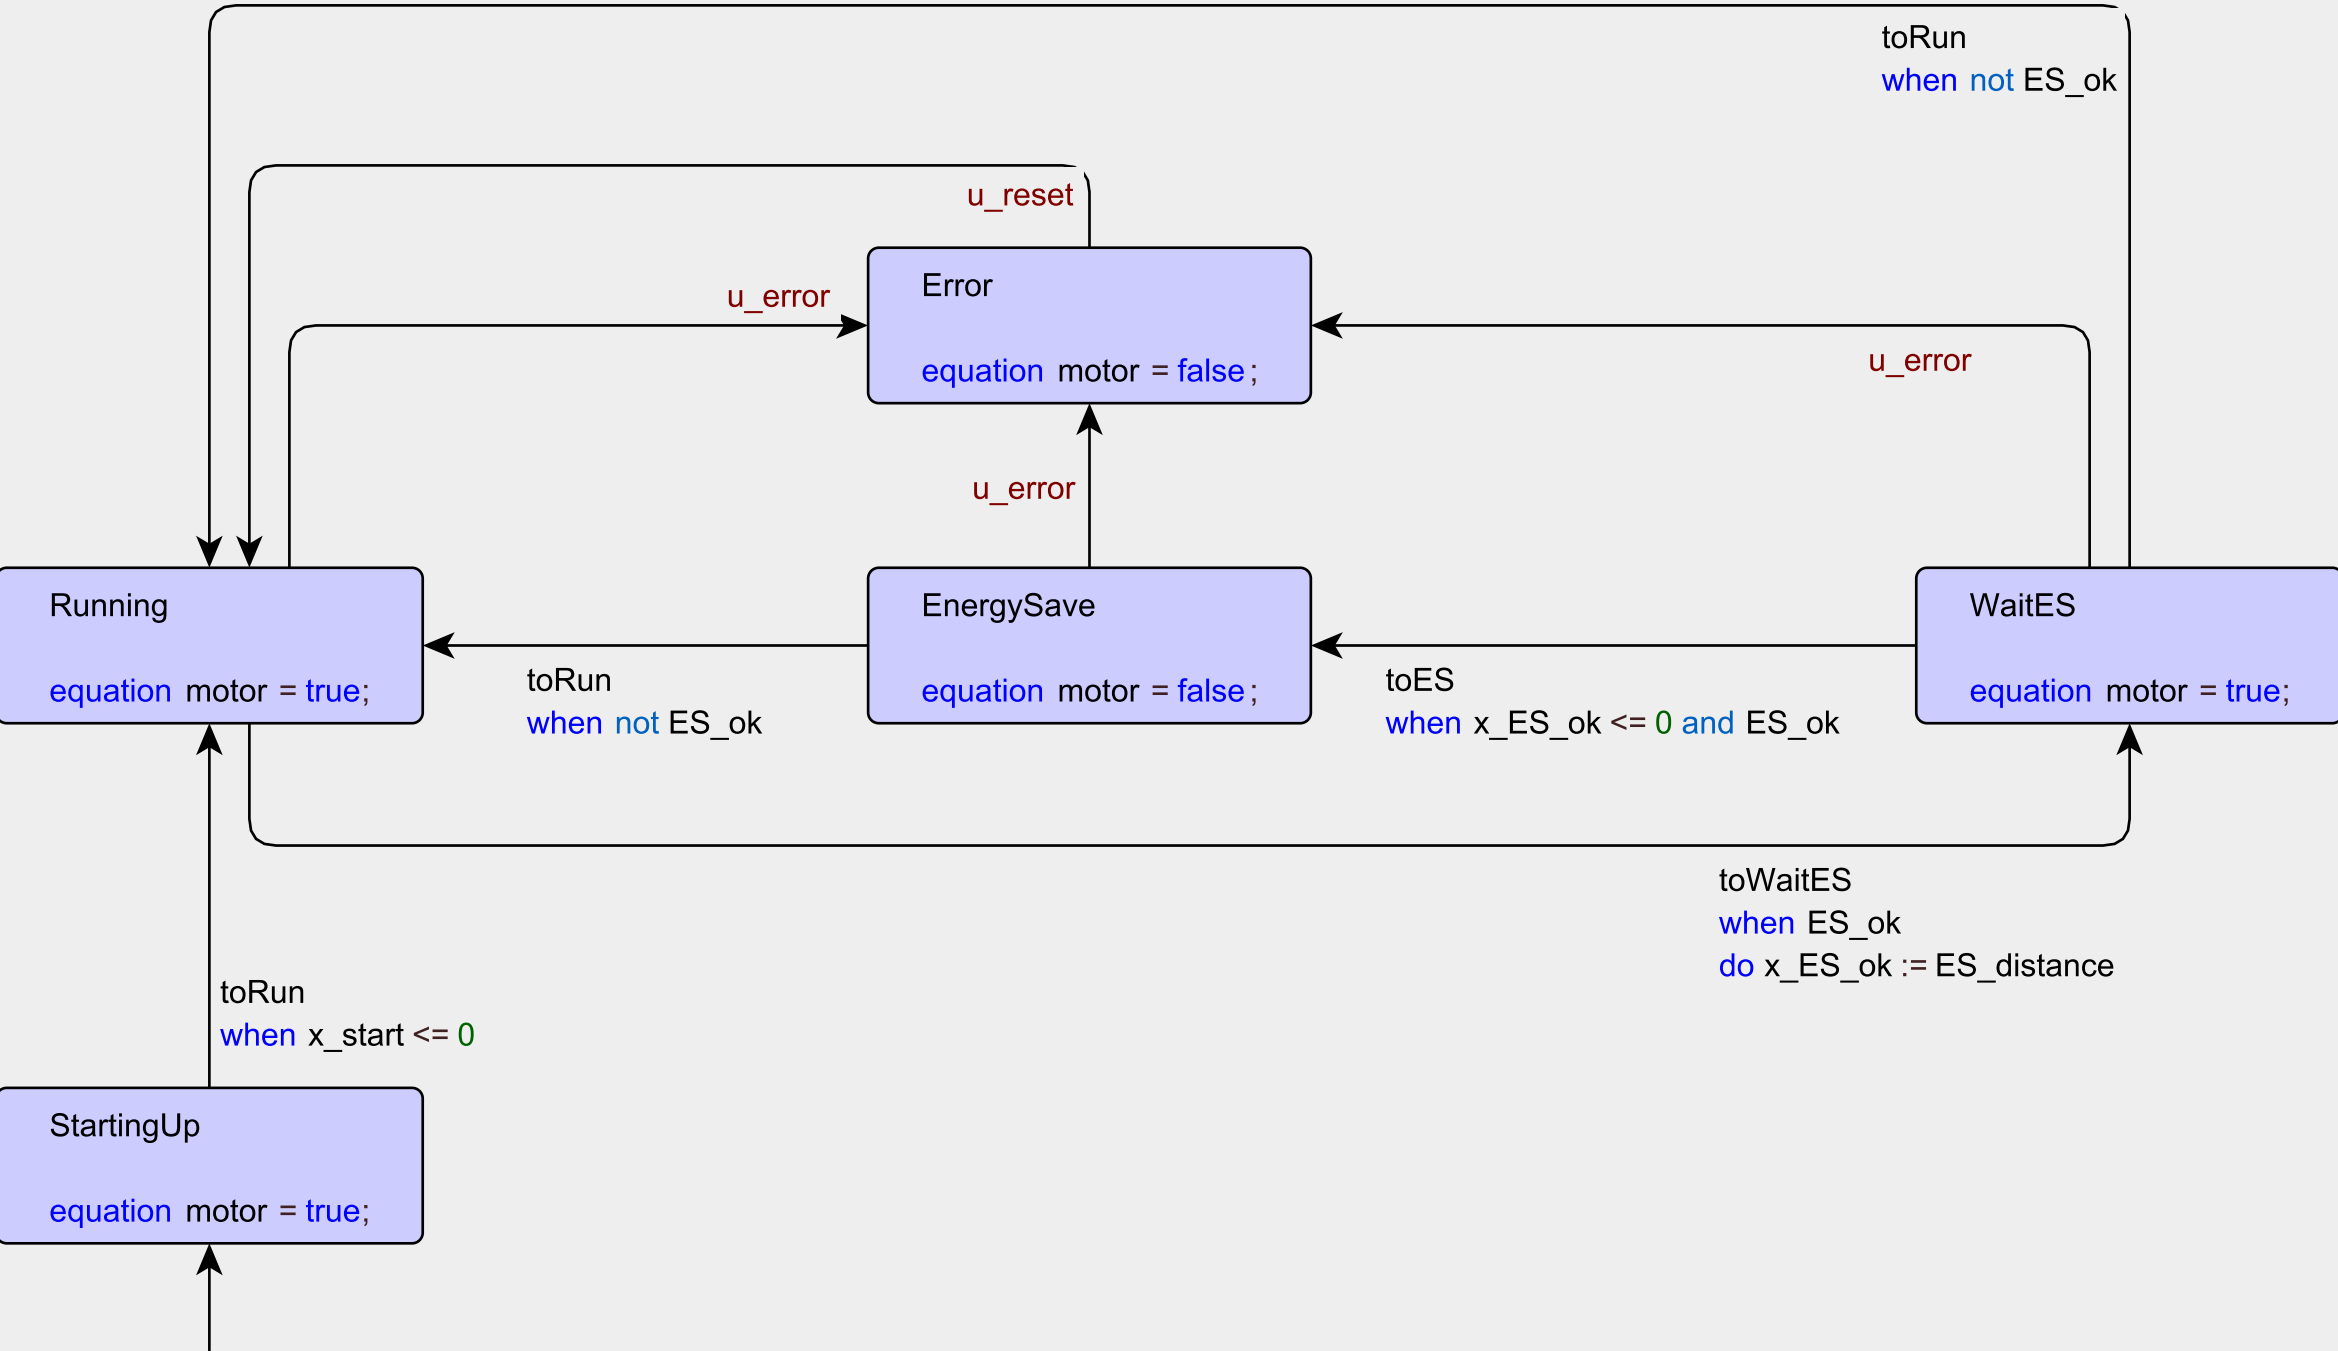 toRun
when not ES_ok
u_reset
Error
u_error
equation motor = false;
u_error
u_error
Running
equation motor = true;
EnergySave
equation motor = false;
WaitES
equation motor = true;
toRun
when not ES_ok
toES
when x_ES_ok <= 0 and ES_ok
toWaitES
when ES_ok
do x_ES_ok := ES_distance
toRun
when x_start <= 0
StartingUp
equation motor = true;